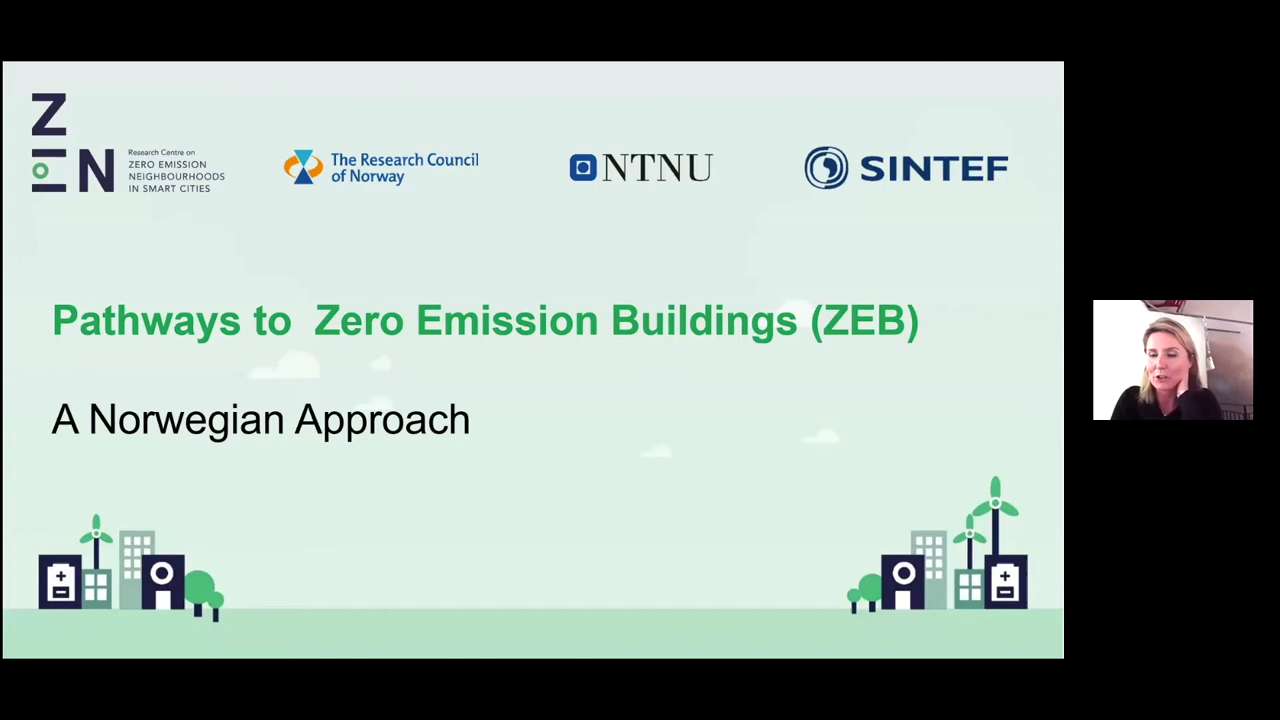 ZEN
Research Centre on
ZERO EMISSION
NEIGHBOURHOODS
IN SMART CITIES
The Research Council
of Norway
NTNU
SINTEF
Pathways to  Zero Emission Buildings (ZEB)
A Norwegian Approach